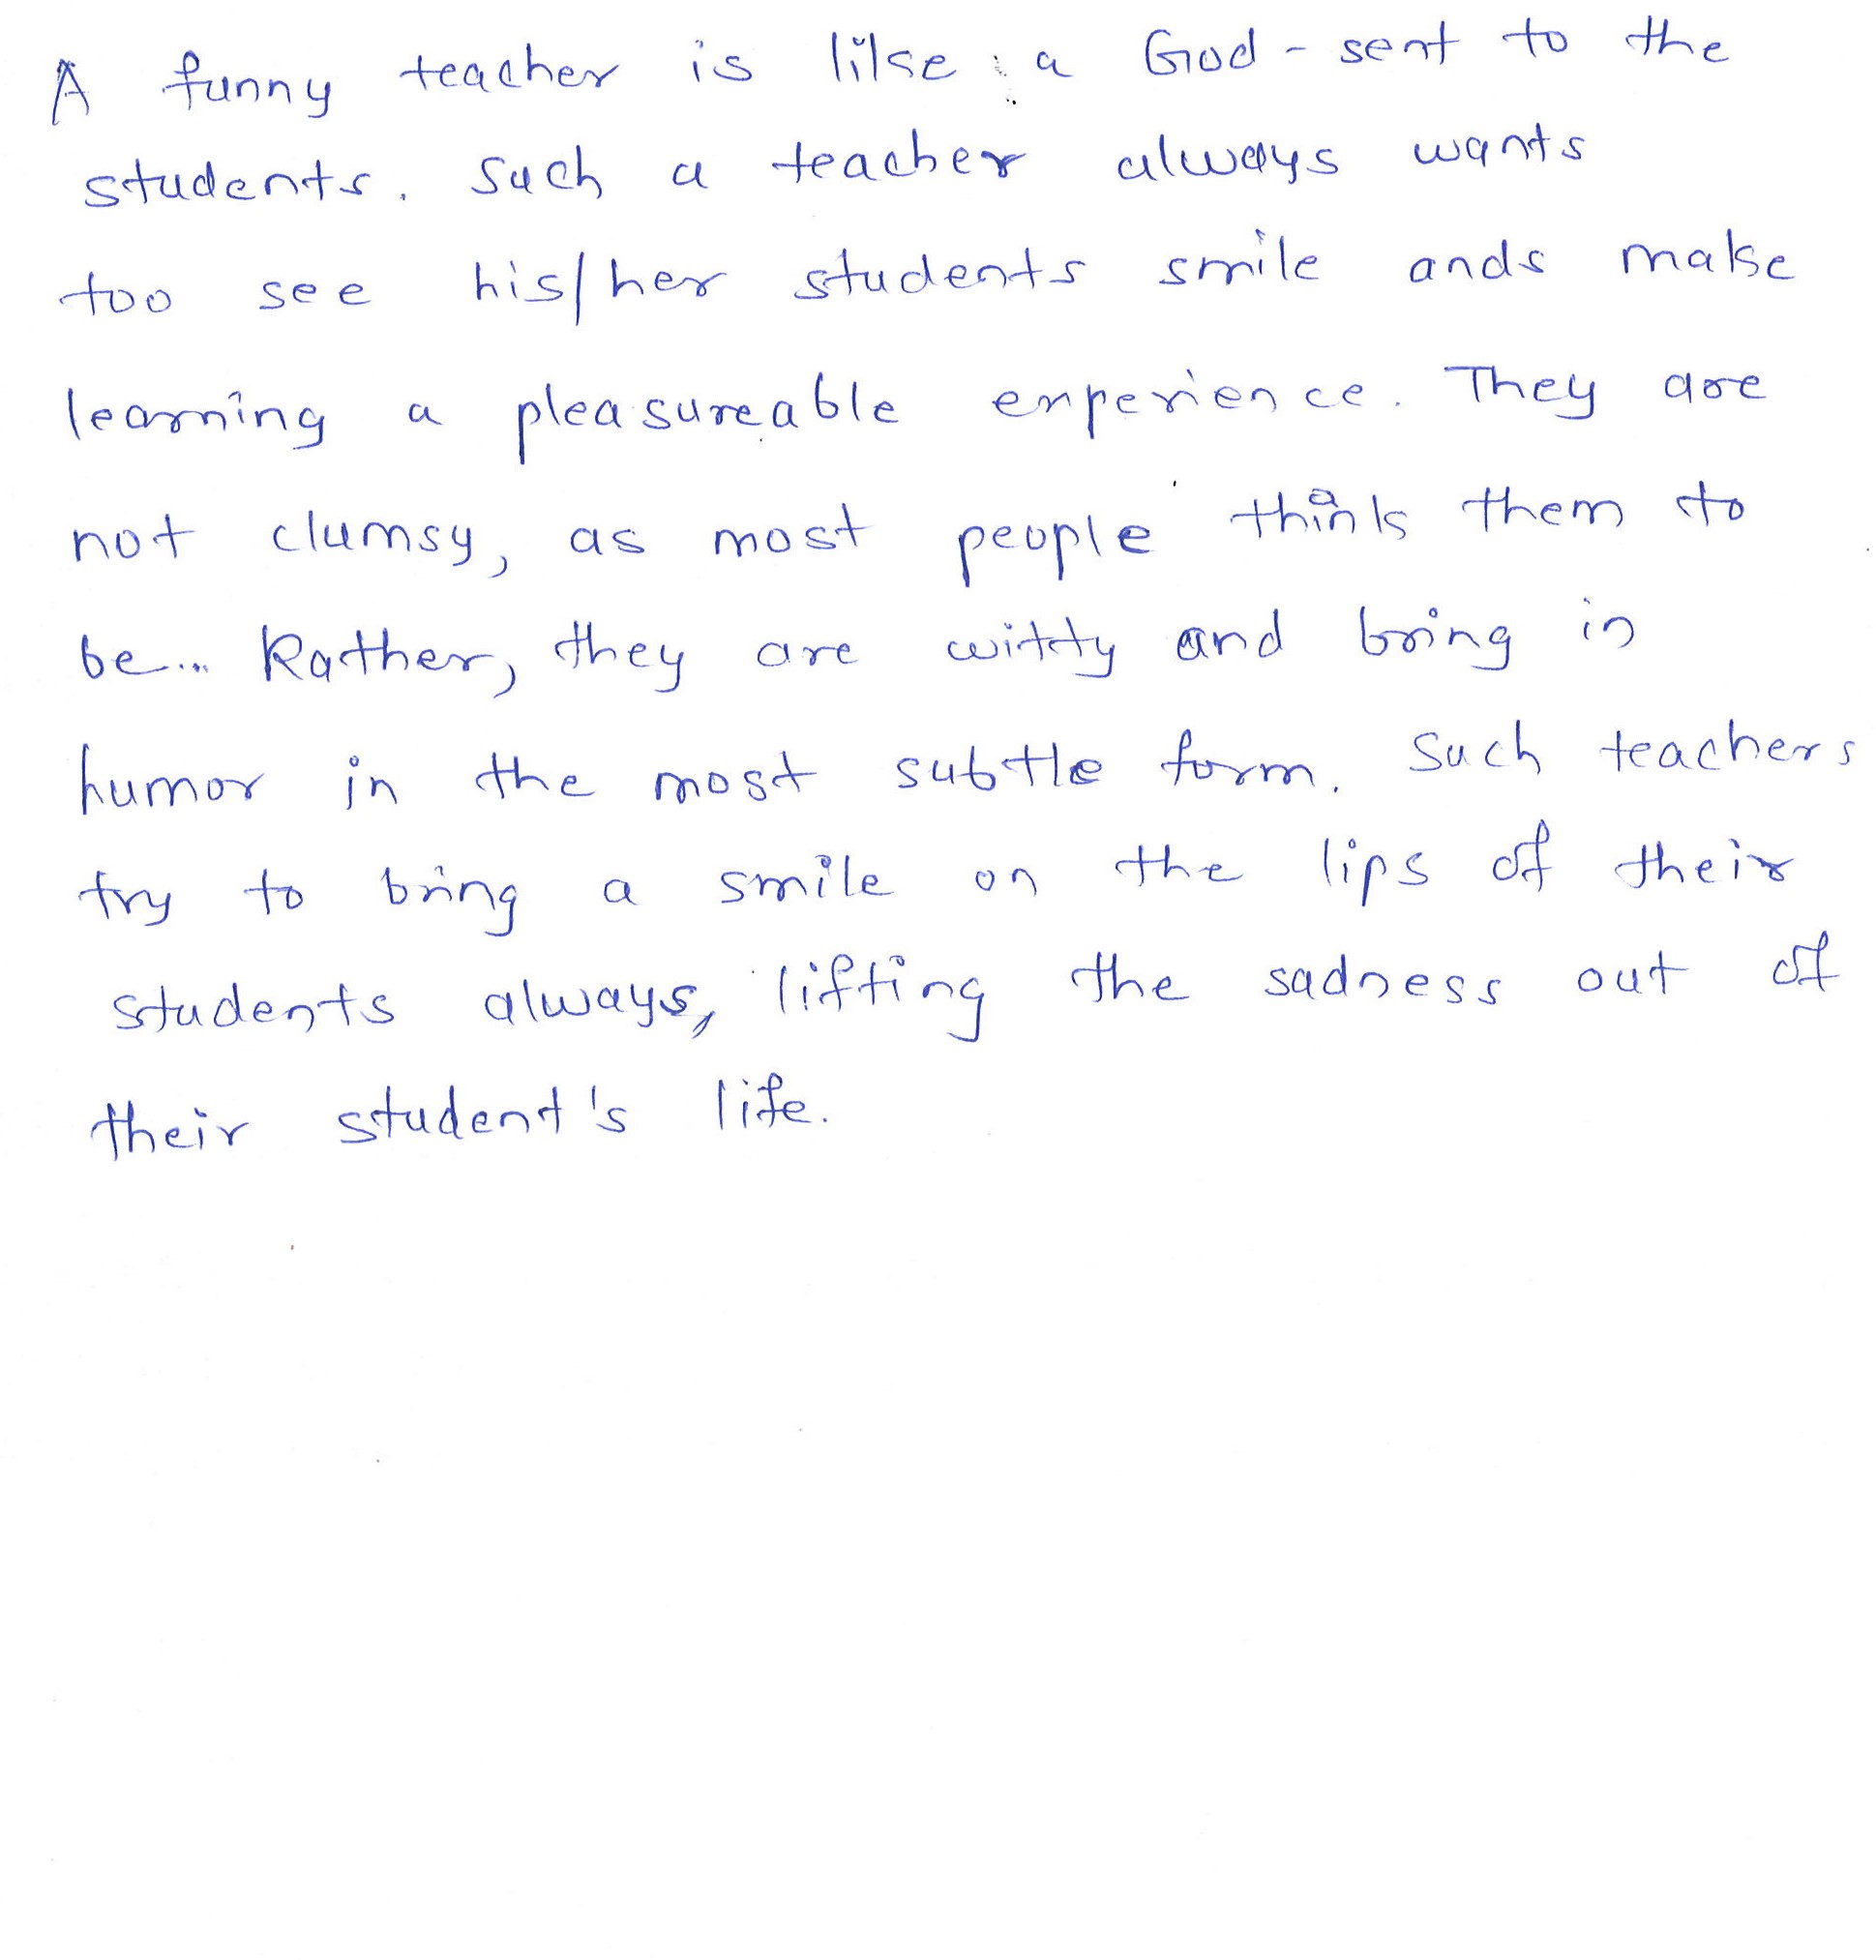 A funny teacher is like a God-sent to the
students. Such a teacher always wants
too see his/her students smile ands make
learning a pleasureable experience. They are
not clumsy, as most people think them to
be... Rather, they are witty and bring in
humor in the most subtle form. Such teachers
try to bring a smile on the lips of their
students always, lifting the sadness out of
their student's life.